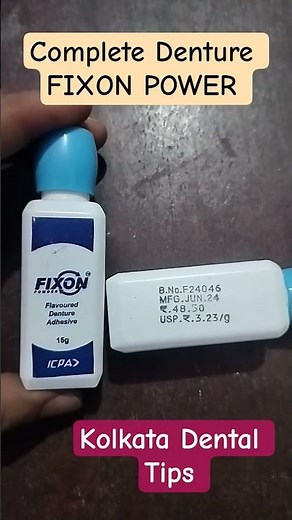 Complete Denture
FIXON POWER
FIXON
POWDER
Flavoured
Denture
Adhesive
15g
ICPA
B.No.F24046
MFG.JUN.24
₹.48.50
USP.₹.3.23/g
Kolkata Dental
Tips